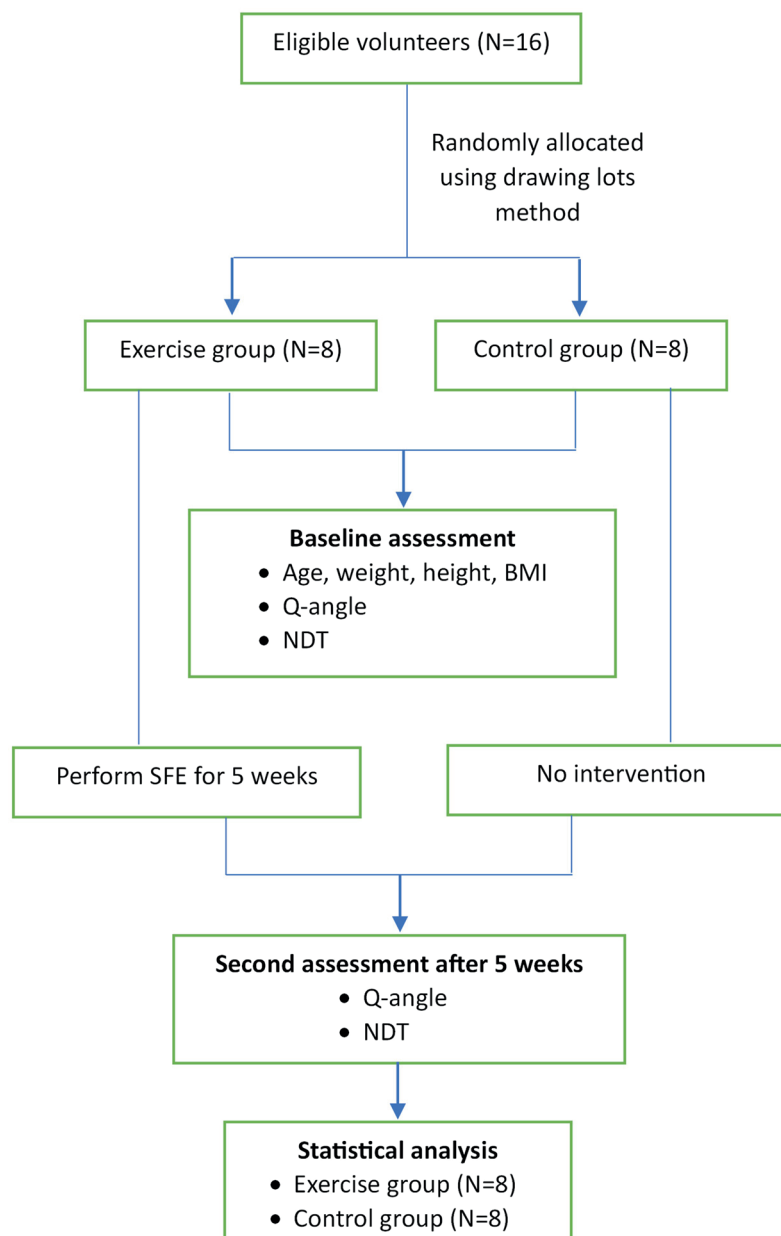 Eligible volunteers (N=16)
Randomly allocated
using drawing lots
method
Exercise group (N=8)
Control group (N=8)
Baseline assessment
• Age, weight, height, BMI
• Q-angle
• NDT
Perform SFE for 5 weeks
No intervention
Second assessment after 5 weeks
• Q-angle
• NDT
Statistical analysis
• Exercise group (N=8)
• Control group (N=8)